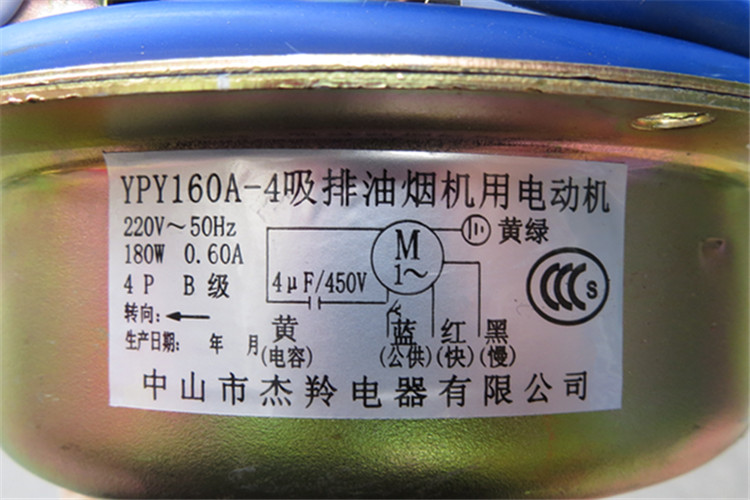 YPY160A-4吸排油烟机用电动机
220V～50Hz
180W 0.60A
4P B级
转向:←
生产日期: 年 月
M
1～
黄绿
4μF/450V
黄 蓝 红 黑
(电容) (公供) (快) (慢)
CCC S
中山市杰羚电器有限公司